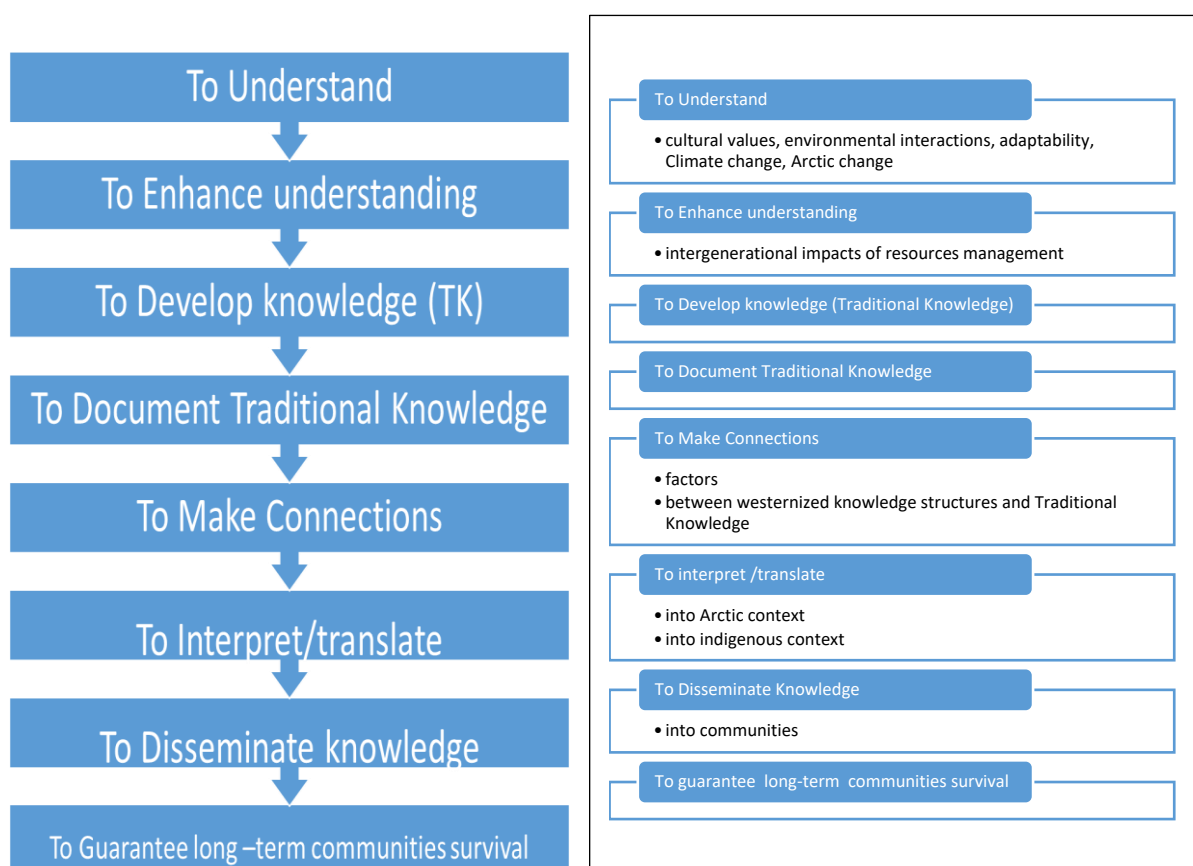 To Understand
To Enhance understanding
To Develop knowledge (TK)
To Document Traditional Knowledge
To Make Connections
To Interpret/translate
To Disseminate knowledge
To Guarantee long –term communities survival
To Understand
• cultural values, environmental interactions, adaptability,
Climate change, Arctic change
To Enhance understanding
• intergenerational impacts of resources management
To Develop knowledge (Traditional Knowledge)
To Document Traditional Knowledge
To Make Connections
• factors
• between westernized knowledge structures and Traditional
Knowledge
To interpret /translate
• into Arctic context
• into indigenous context
To Disseminate Knowledge
• into communities
To guarantee long-term communities survival